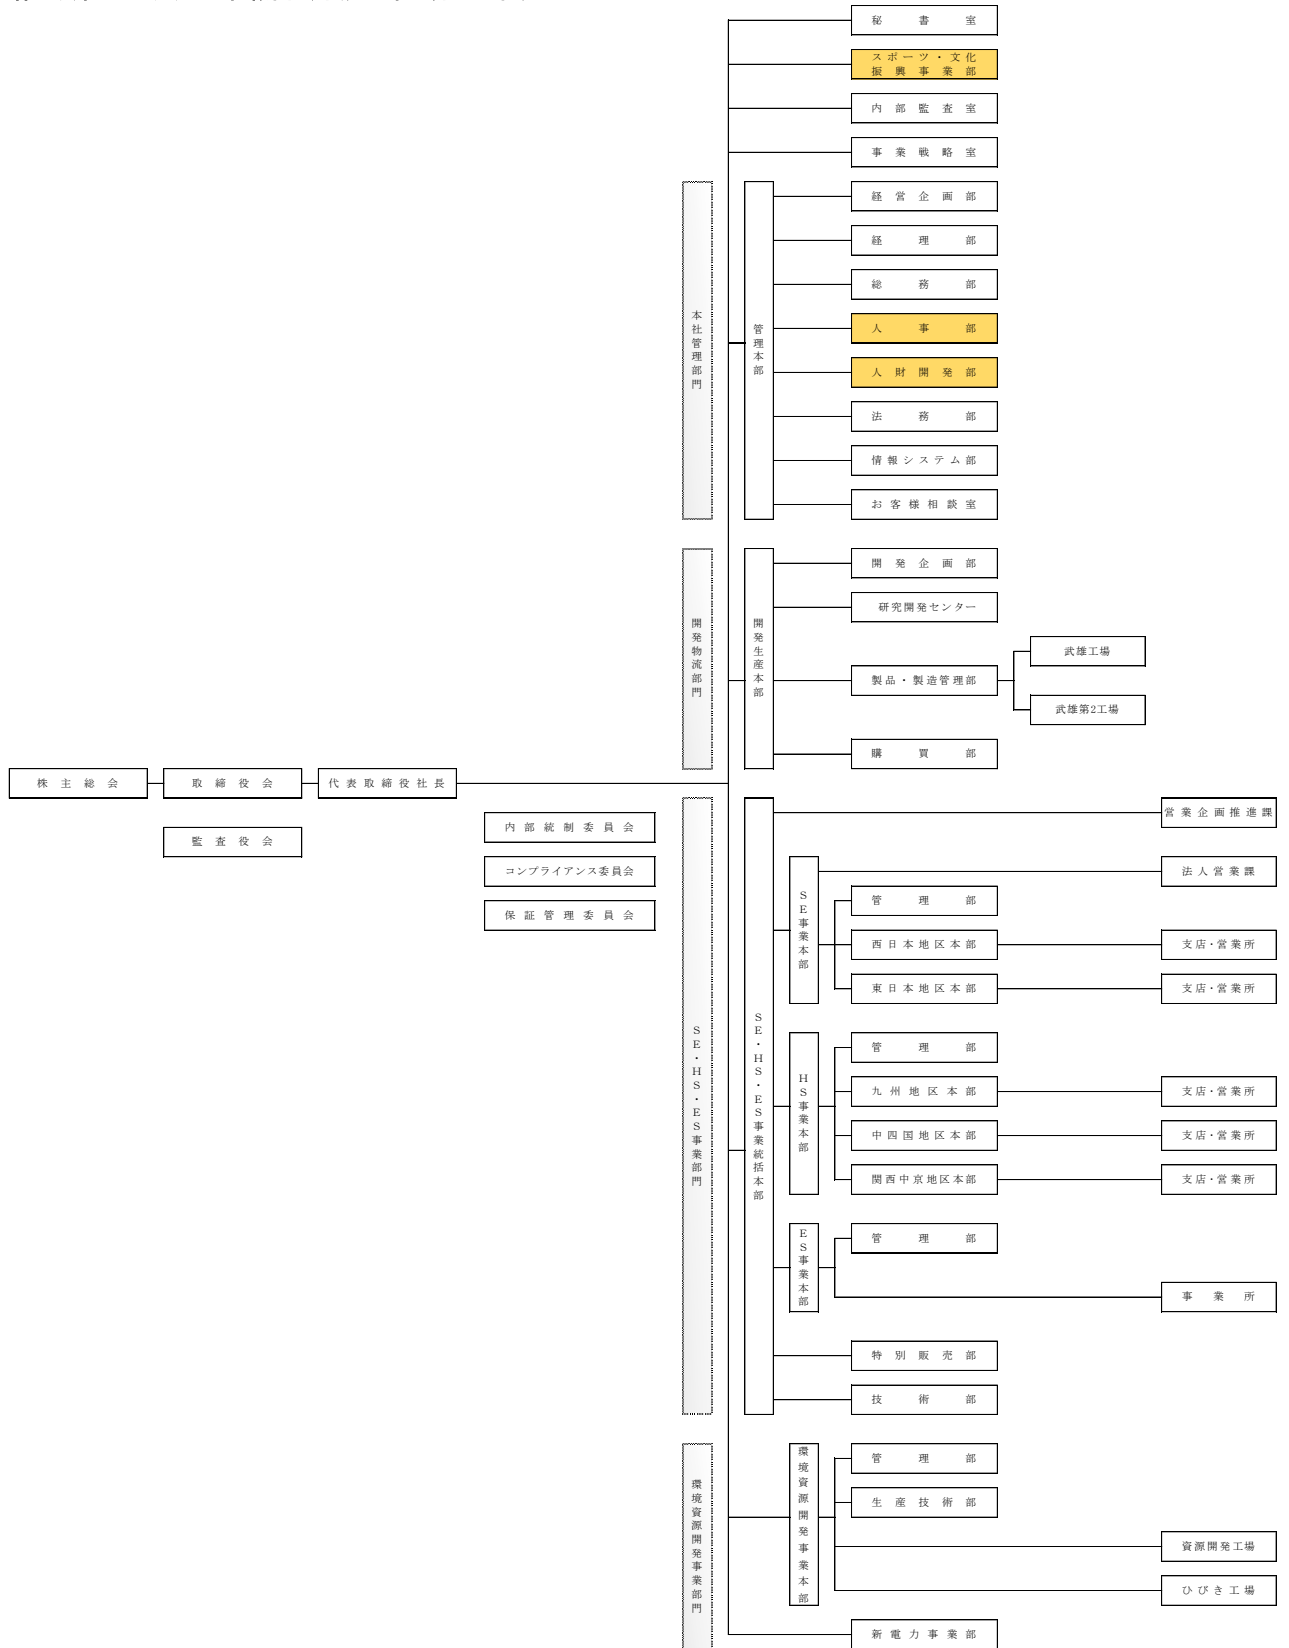 秘書室
スポーツ・文化
振興事業部
内部監査室
事業戦略室
本社管理部門
管理本部
経営企画部
経理部
総務部
人事部
人財開発部
法務部
情報システム部
お客様相談室
開発物流部門
開発生産本部
開発企画部
研究開発センター
製品・製造管理部
武雄工場
武雄第2工場
購買部
株主総会
取締役会
代表取締役社長
監査役会
内部統制委員会
コンプライアンス委員会
保証管理委員会
SE・HS・ES事業部門
SE・HS・ES事業統括本部
営業企画推進課
SE事業本部
法人営業課
管理部
西日本地区本部
支店・営業所
東日本地区本部
支店・営業所
HS事業本部
管理部
九州地区本部
支店・営業所
中四国地区本部
支店・営業所
関西中京地区本部
支店・営業所
ES事業本部
管理部
事業所
特別販売部
技術部
環境資源開発事業部門
環境資源開発事業本部
管理部
生産技術部
資源開発工場
ひびき工場
新電力事業部